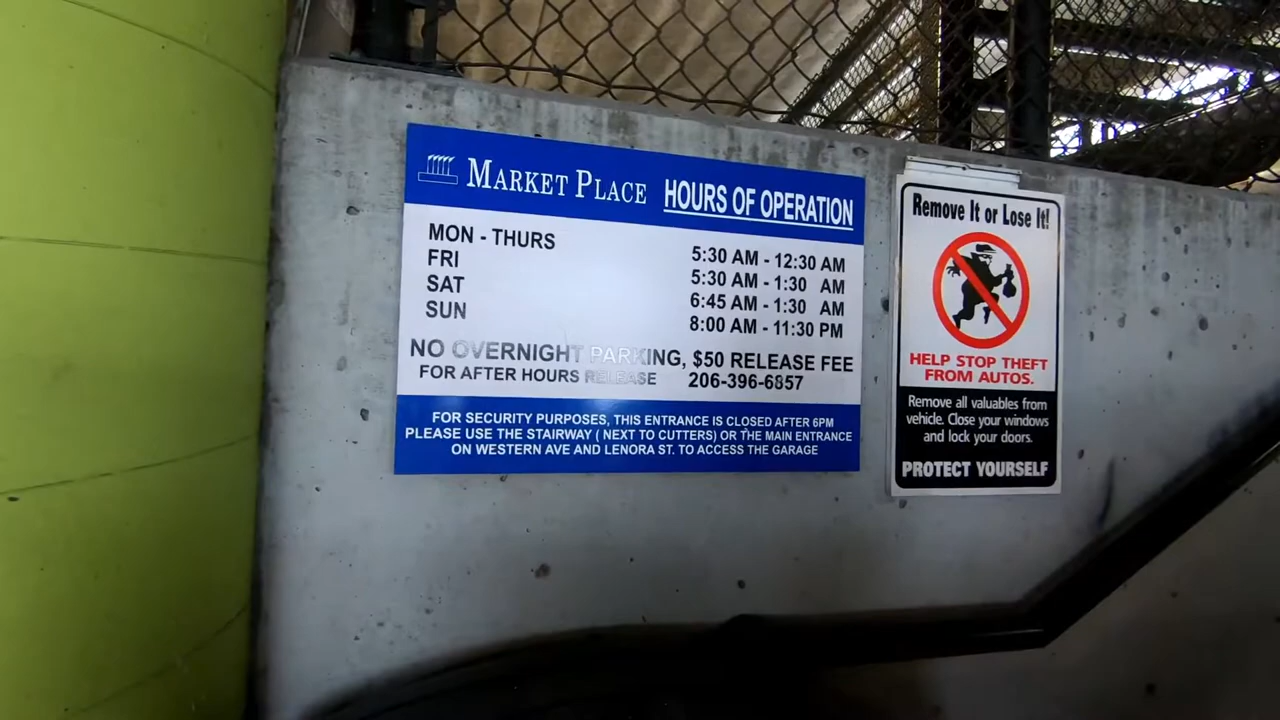 MARKET PLACE HOURS OF OPERATION
MON - THURS 5:30 AM - 12:30 AM
FRI 5:30 AM - 1:30 AM
SAT 6:45 AM - 1:30 AM
SUN 8:00 AM - 11:30 PM
NO OVERNIGHT PARKING, $50 RELEASE FEE
FOR AFTER HOURS RELEASE 206-396-6857
FOR SECURITY PURPOSES, THIS ENTRANCE IS CLOSED AFTER 6PM
PLEASE USE THE STAIRWAY ( NEXT TO CUTTERS) OR THE MAIN ENTRANCE
ON WESTERN AVE AND LENORA ST. TO ACCESS THE GARAGE
Remove It or Lose It!
HELP STOP THEFT
FROM AUTOS.
Remove all valuables from
vehicle. Close your windows
and lock your doors.
PROTECT YOURSELF